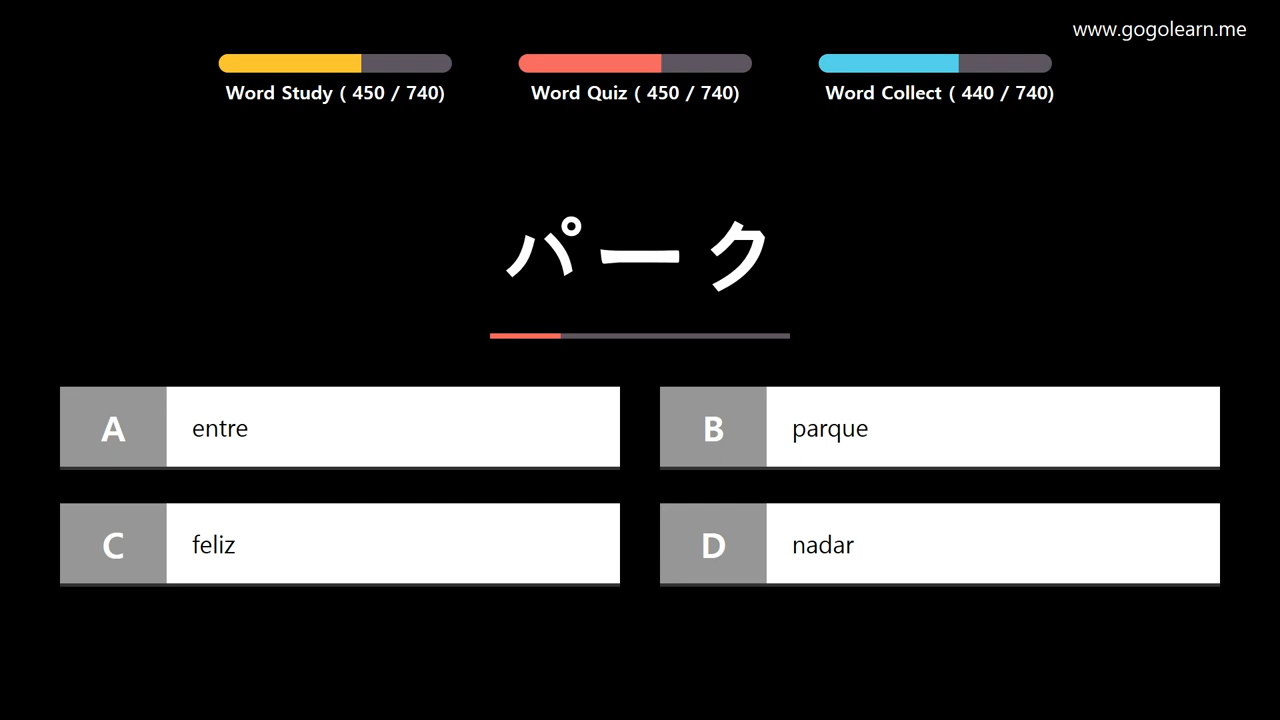 www.gogolearn.me
Word Study ( 450 / 740)
Word Quiz ( 450 / 740)
Word Collect ( 440 / 740)
パーク
A entre
B parque
C feliz
D nadar